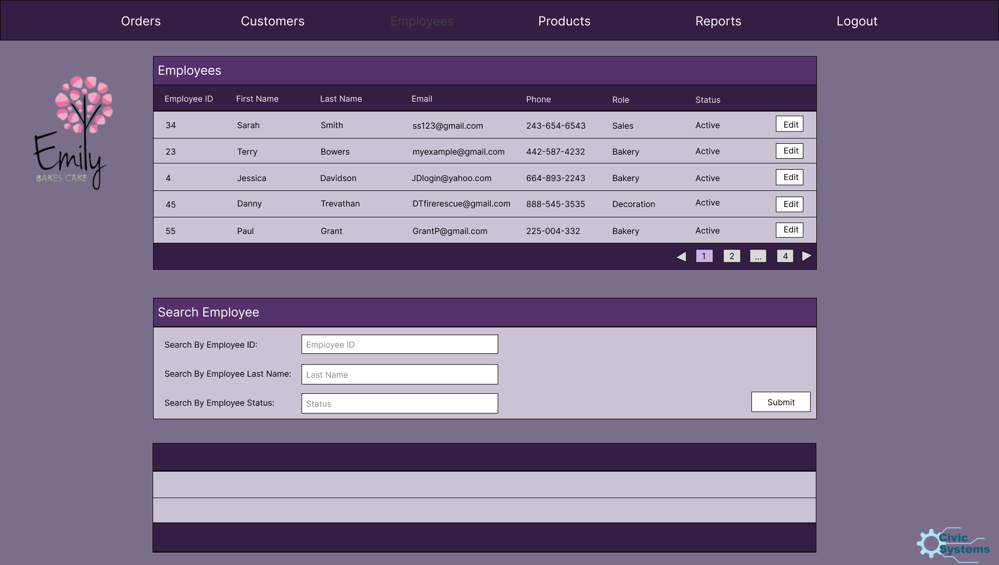 Orders Customers Employees Products Reports Logout
Emily
BAKES CAKE
Employees
Employee ID First Name Last Name Email Phone Role Status
34 Sarah Smith ss123@gmail.com 243-654-6543 Sales Active Edit
23 Terry Bowers myexample@gmail.com 442-587-4232 Bakery Active Edit
4 Jessica Davidson JDlogin@yahoo.com 664-893-2243 Bakery Active Edit
45 Danny Trevathan DTfirerescue@gmail.com 888-545-3535 Decoration Active Edit
55 Paul Grant GrantP@gmail.com 225-004-332 Bakery Active Edit
1 2 ... 4
Search Employee
Search By Employee ID: Employee ID
Search By Employee Last Name: Last Name
Search By Employee Status: Status
Submit
Civic
Systems